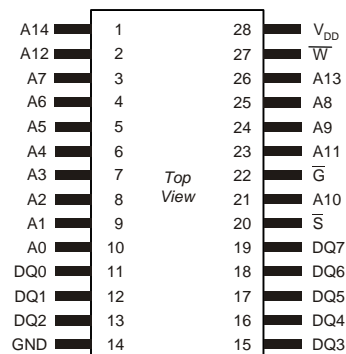 A14 1 28 VDD
A12 2 27 W̅
A7 3 26 A13
A6 4 25 A8
A5 5 24 A9
A4 6 23 A11
A3 7 Top 22 G̅
A2 8 View 21 A10
A1 9 20 S̅
A0 10 19 DQ7
DQ0 11 18 DQ6
DQ1 12 17 DQ5
DQ2 13 16 DQ4
GND 14 15 DQ3